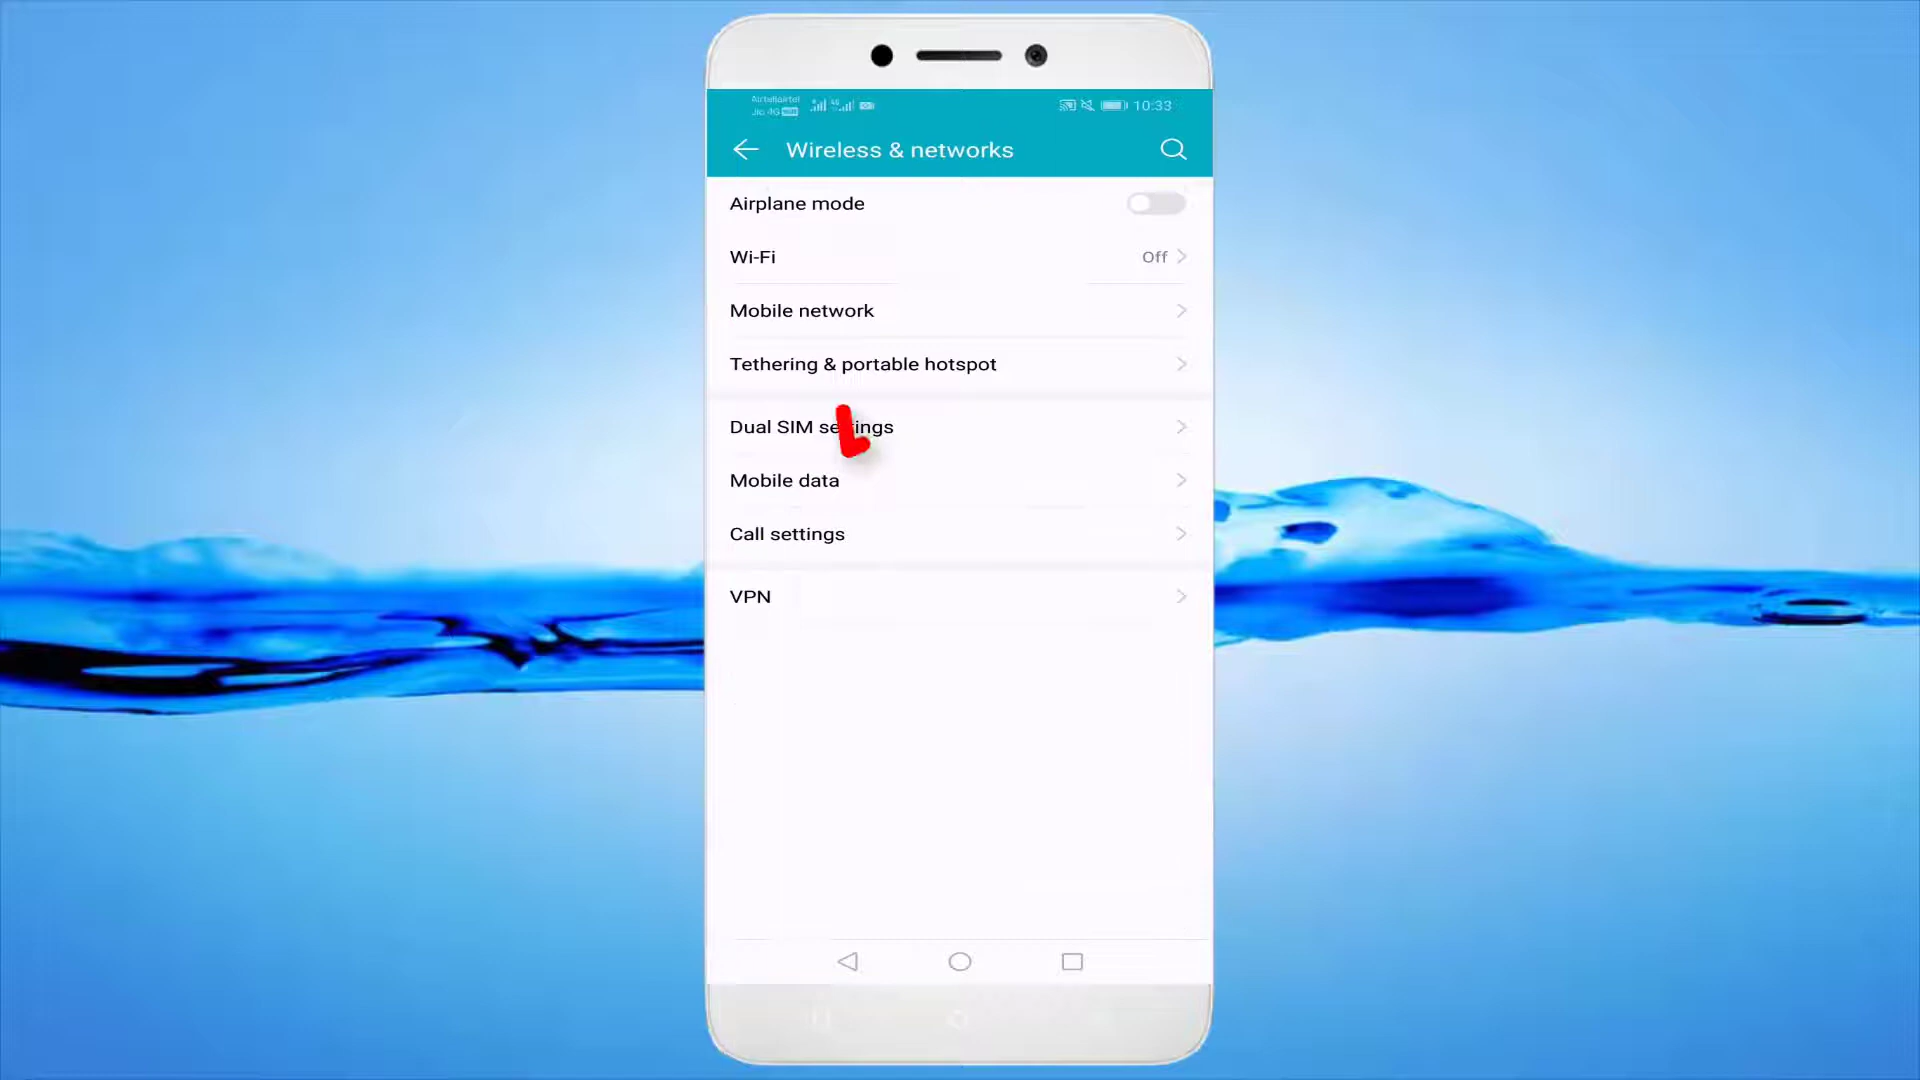 Airtelairtel
Jio 4G
4G
10:33
Wireless & networks
Airplane mode
Wi-Fi
Off
Mobile network
Tethering & portable hotspot
Dual SIM settings
Mobile data
Call settings
VPN